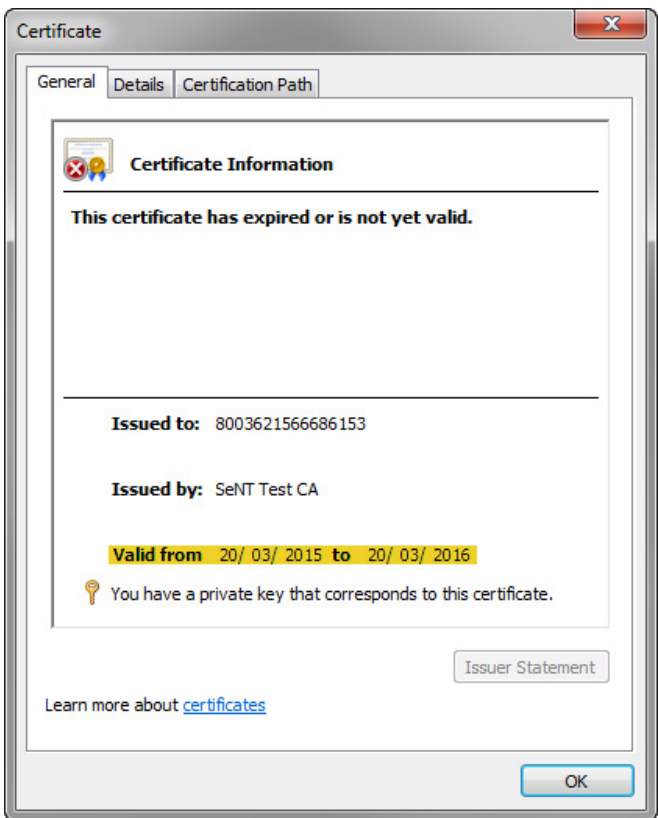 Certificate
General Details Certification Path
Certificate Information
This certificate has expired or is not yet valid.
Issued to: 8003621566686153
Issued by: SeNT Test CA
Valid from 20/ 03/ 2015 to 20/ 03/ 2016
You have a private key that corresponds to this certificate.
Issuer Statement
Learn more about certificates
OK